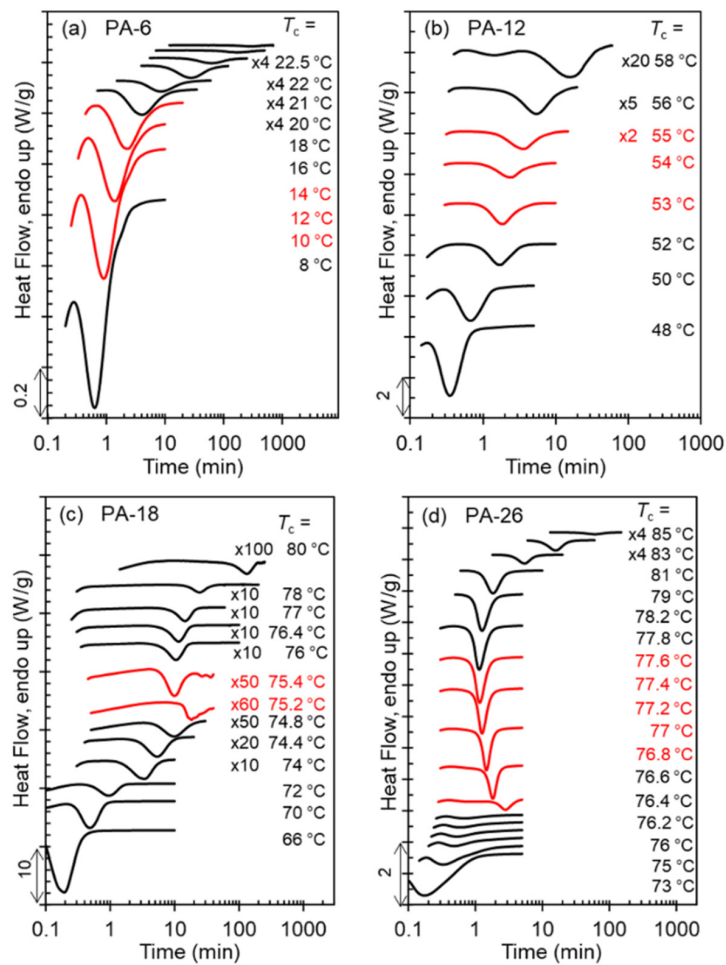 (a) PA-6 Tc =
x4 22.5 °C
x4 22 °C
x4 21 °C
x4 20 °C
18 °C
16 °C
14 °C
12 °C
10 °C
8 °C
Heat Flow, endo up (W/g)
0.2
0.1 1 10 100 1000
Time (min)
(b) PA-12 Tc =
x20 58 °C
x5 56 °C
x2 55 °C
54 °C
53 °C
52 °C
50 °C
48 °C
Heat Flow, endo up (W/g)
2
0.1 1 10 100 1000
Time (min)
(c) PA-18 Tc =
x100 80 °C
x10 78 °C
x10 77 °C
x10 76.4 °C
x10 76 °C
x50 75.4 °C
x60 75.2 °C
x50 74.8 °C
x20 74.4 °C
x10 74 °C
72 °C
70 °C
66 °C
Heat Flow, endo up (W/g)
10
0.1 1 10 100 1000
Time (min)
(d) PA-26 Tc =
x4 85 °C
x4 83 °C
81 °C
79 °C
78.2 °C
77.8 °C
77.6 °C
77.4 °C
77.2 °C
77 °C
76.8 °C
76.6 °C
76.4 °C
76.2 °C
76 °C
75 °C
73 °C
Heat Flow, endo up (W/g)
2
0.1 1 10 100 1000
Time (min)